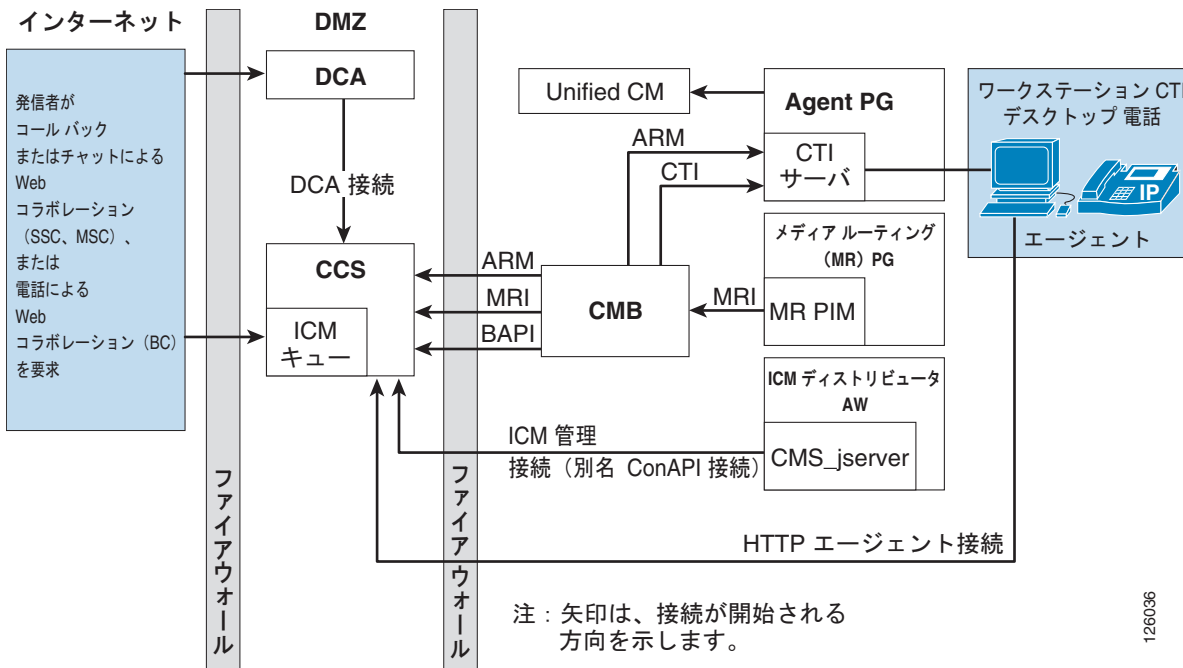 インターネット
DMZ
発信者が
コール バック
またはチャットによる
Web
コラボレーション
（SSC、MSC）、
または
電話による
Web
コラボレーション（BC）
を要求
ファイアウォール
DCA
DCA 接続
CCS
ICM
キュー
ファイアウォール
Unified CM
Agent PG
ARM
CTI
CTI
サーバ
ワークステーション CTI
デスクトップ 電話
IP
エージェント
ARM
MRI
BAPI
CMB
MRI
メディア ルーティング
（MR）PG
MR PIM
ICM ディストリビュータ
AW
CMS_jserver
ICM 管理
接続（別名 ConAPI 接続）
HTTP エージェント接続
注：矢印は、接続が開始される
方向を示します。
126036